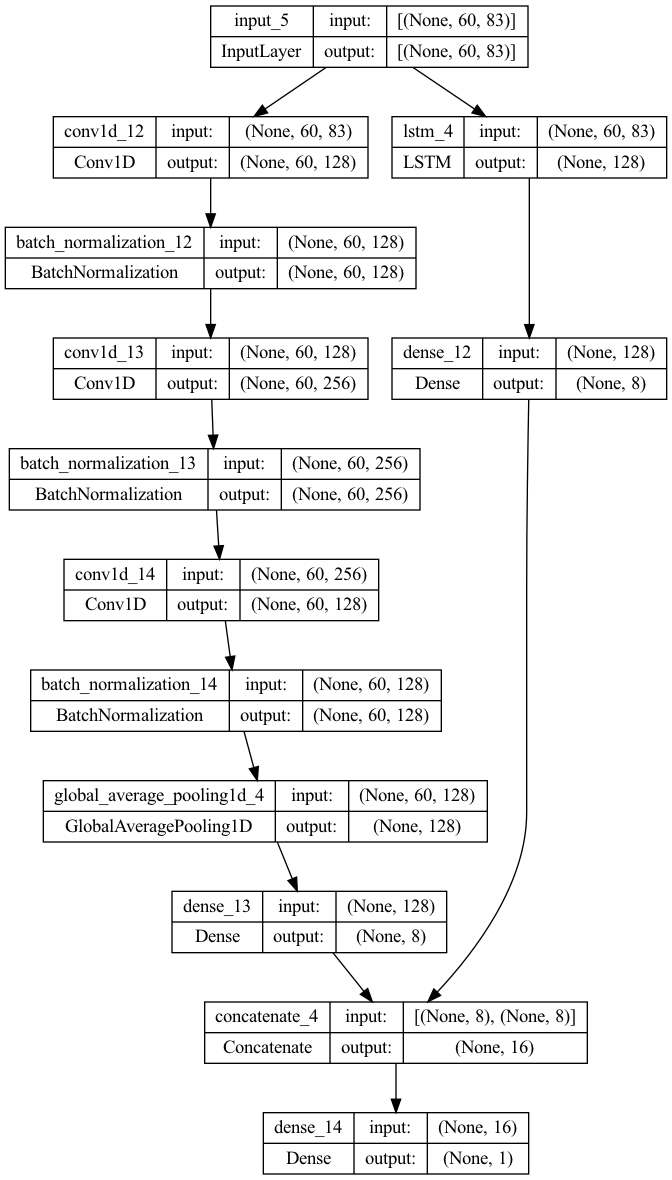 input_5 input: [(None, 60, 83)]
InputLayer output: [(None, 60, 83)]
conv1d_12 input: (None, 60, 83)
Conv1D output: (None, 60, 128)
lstm_4 input: (None, 60, 83)
LSTM output: (None, 128)
batch_normalization_12 input: (None, 60, 128)
BatchNormalization output: (None, 60, 128)
conv1d_13 input: (None, 60, 128)
Conv1D output: (None, 60, 256)
dense_12 input: (None, 128)
Dense output: (None, 8)
batch_normalization_13 input: (None, 60, 256)
BatchNormalization output: (None, 60, 256)
conv1d_14 input: (None, 60, 256)
Conv1D output: (None, 60, 128)
batch_normalization_14 input: (None, 60, 128)
BatchNormalization output: (None, 60, 128)
global_average_pooling1d_4 input: (None, 60, 128)
GlobalAveragePooling1D output: (None, 128)
dense_13 input: (None, 128)
Dense output: (None, 8)
concatenate_4 input: [(None, 8), (None, 8)]
Concatenate output: (None, 16)
dense_14 input: (None, 16)
Dense output: (None, 1)